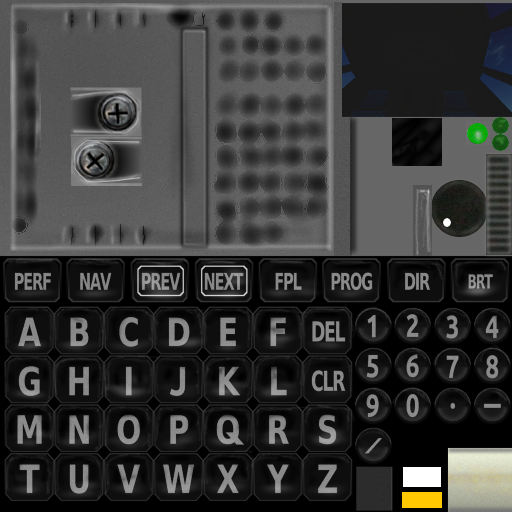 PERF NAV PREV NEXT FPL PROG DIR BRT
A B C D E F DEL 1 2 3 4
G H I J K L CLR 5 6 7 8
M N O P Q R S 9 0 . –
/
T U V W X Y Z